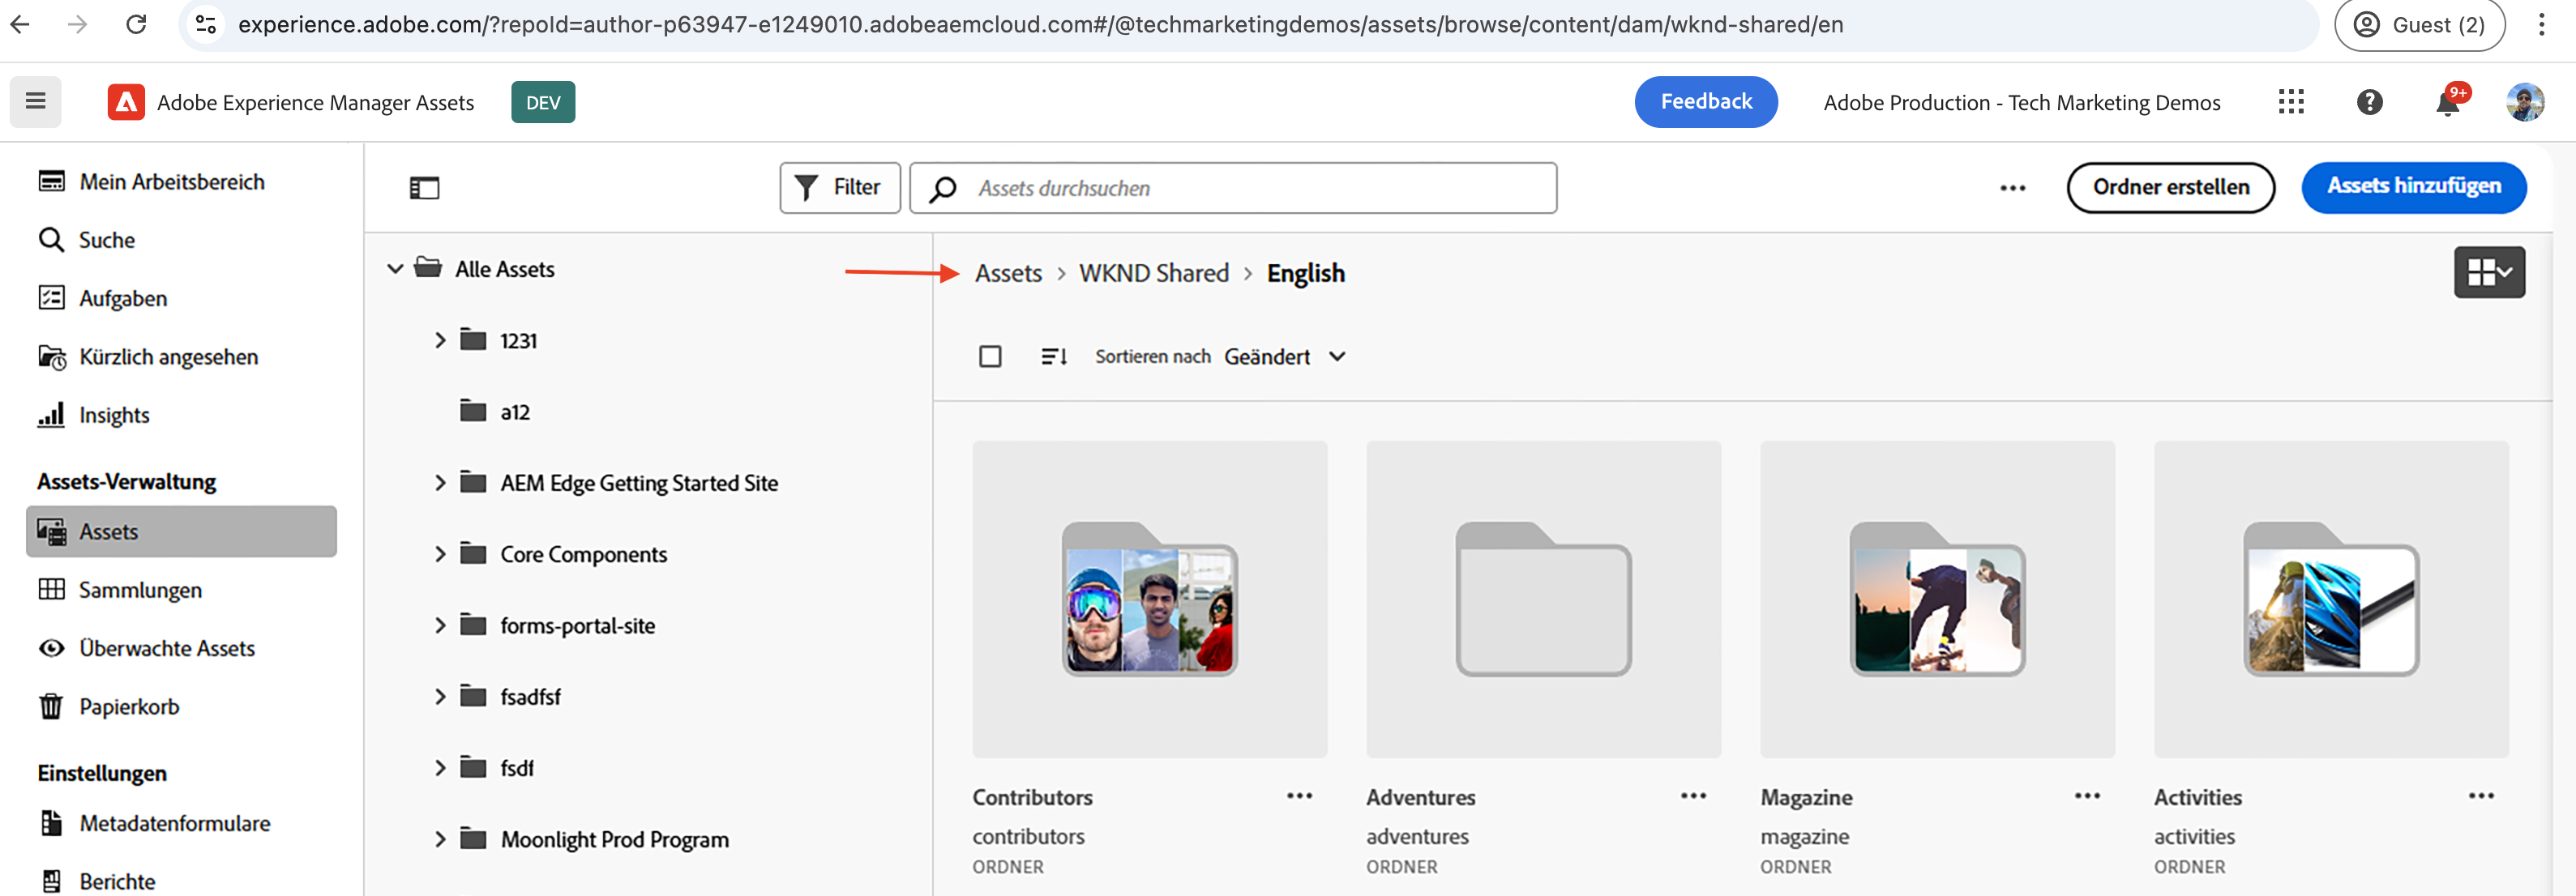 experience.adobe.com/?repoId=author-p63947-e1249010.adobeaemcloud.com#/@techmarketingdemos/assets/browse/content/dam/wknd-shared/en
Guest (2)
Adobe Experience Manager Assets
DEV
Feedback
Adobe Production - Tech Marketing Demos
9+
Mein Arbeitsbereich
Suche
Aufgaben
Kürzlich angesehen
Insights
Assets-Verwaltung
Assets
Sammlungen
Überwachte Assets
Papierkorb
Einstellungen
Metadatenformulare
Berichte
Filter
Assets durchsuchen
Ordner erstellen
Assets hinzufügen
Alle Assets
1231
a12
AEM Edge Getting Started Site
Core Components
forms-portal-site
fsadfsf
fsdf
Moonlight Prod Program
Assets > WKND Shared > English
Sortieren nach Geändert
Contributors
contributors
ORDNER
Adventures
adventures
ORDNER
Magazine
magazine
ORDNER
Activities
activities
ORDNER